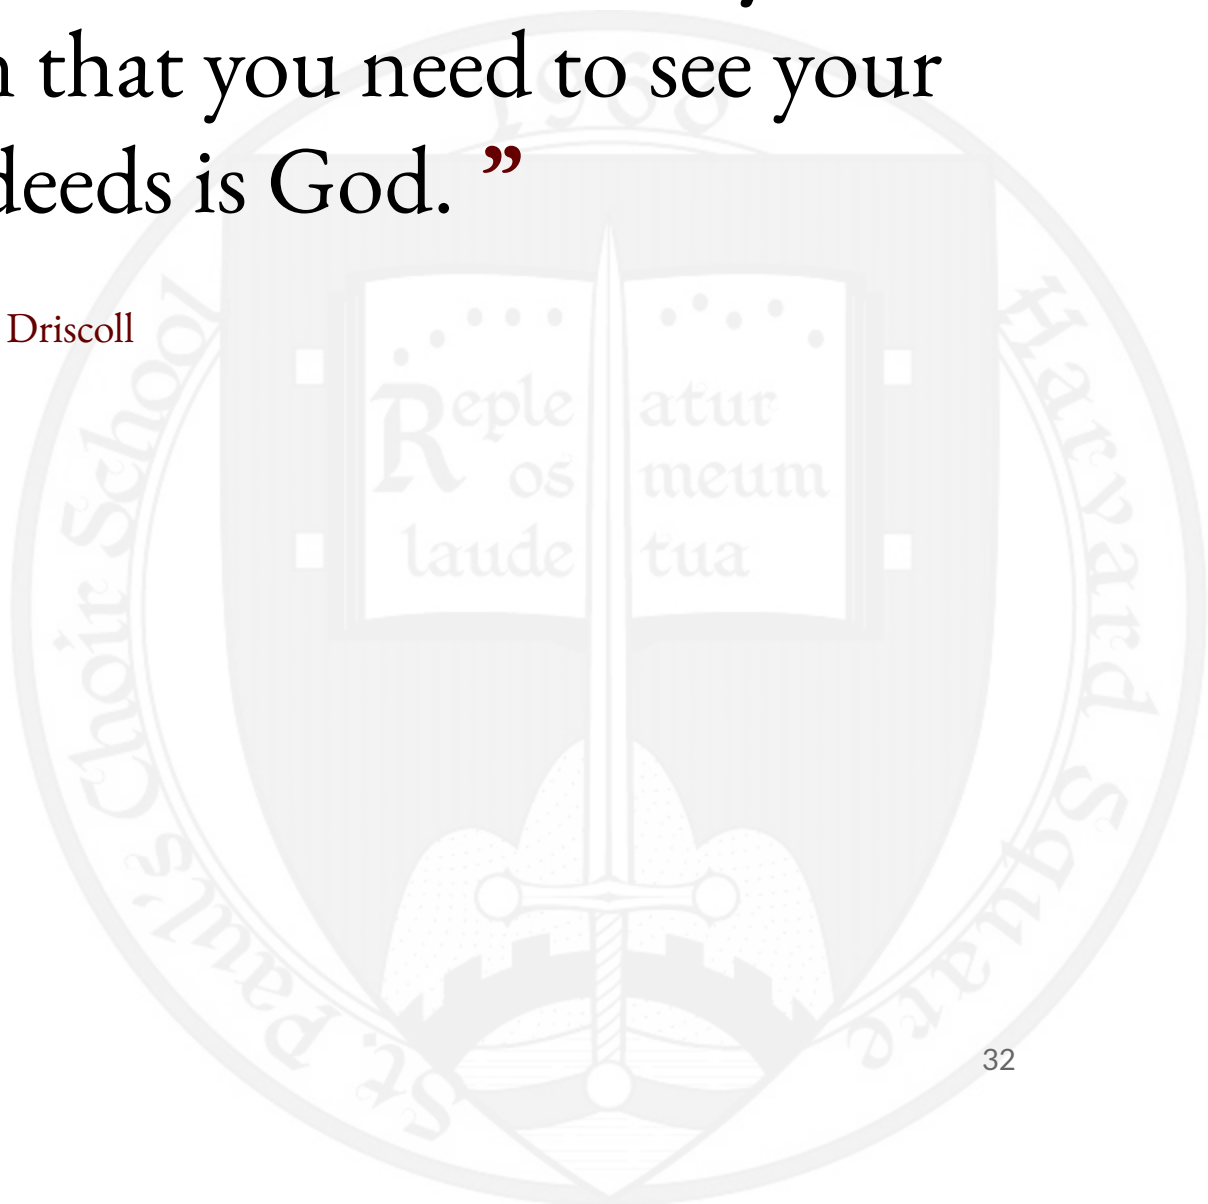 that you need to see your
deeds is God. ”
Driscoll
1968
St. Paul's Choir School
Harvard Square
Reple atur
os meum
laude tua
32